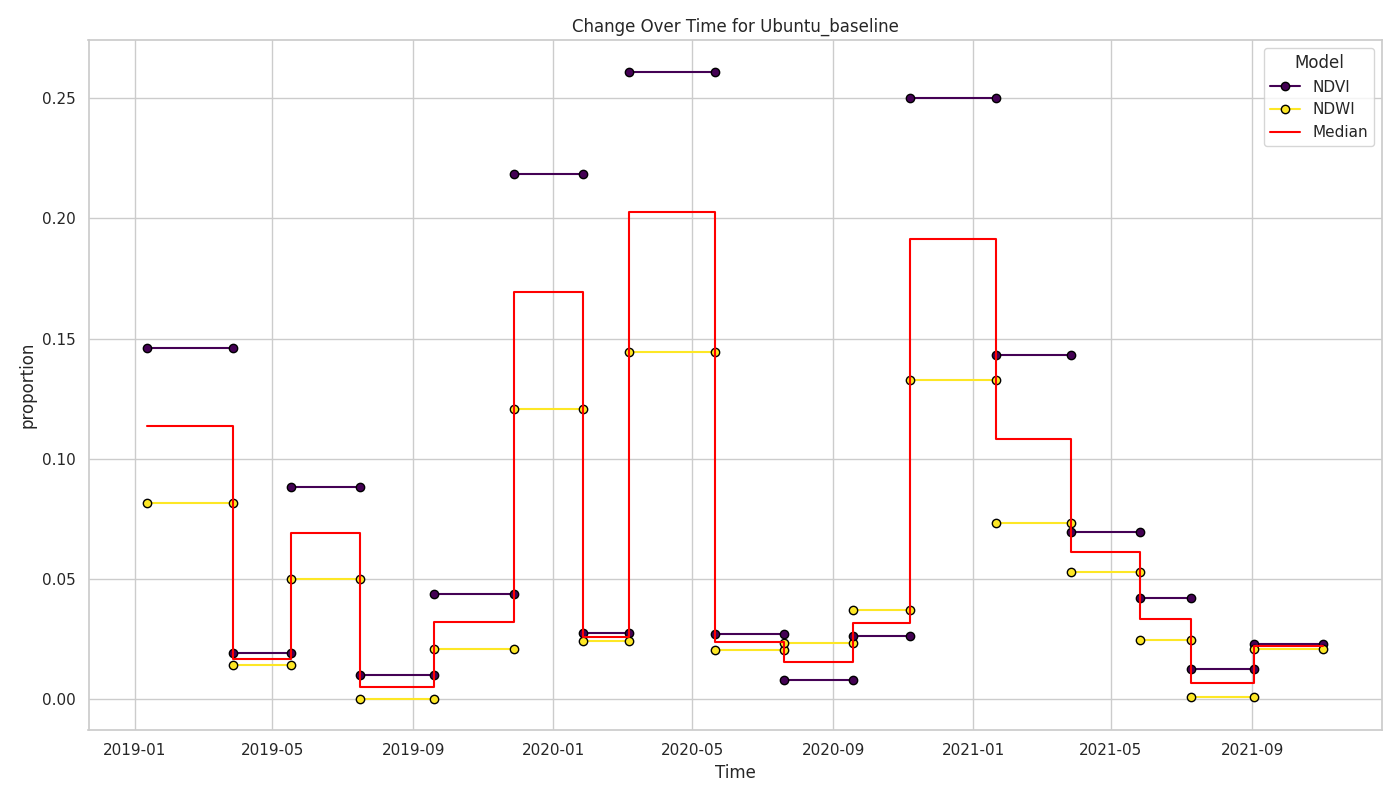 Change Over Time for Ubuntu_baseline
Model
NDVI
NDWI
Median
proportion
0.25
0.20
0.15
0.10
0.05
0.00
2019-01 2019-05 2019-09 2020-01 2020-05 2020-09 2021-01 2021-05 2021-09
Time